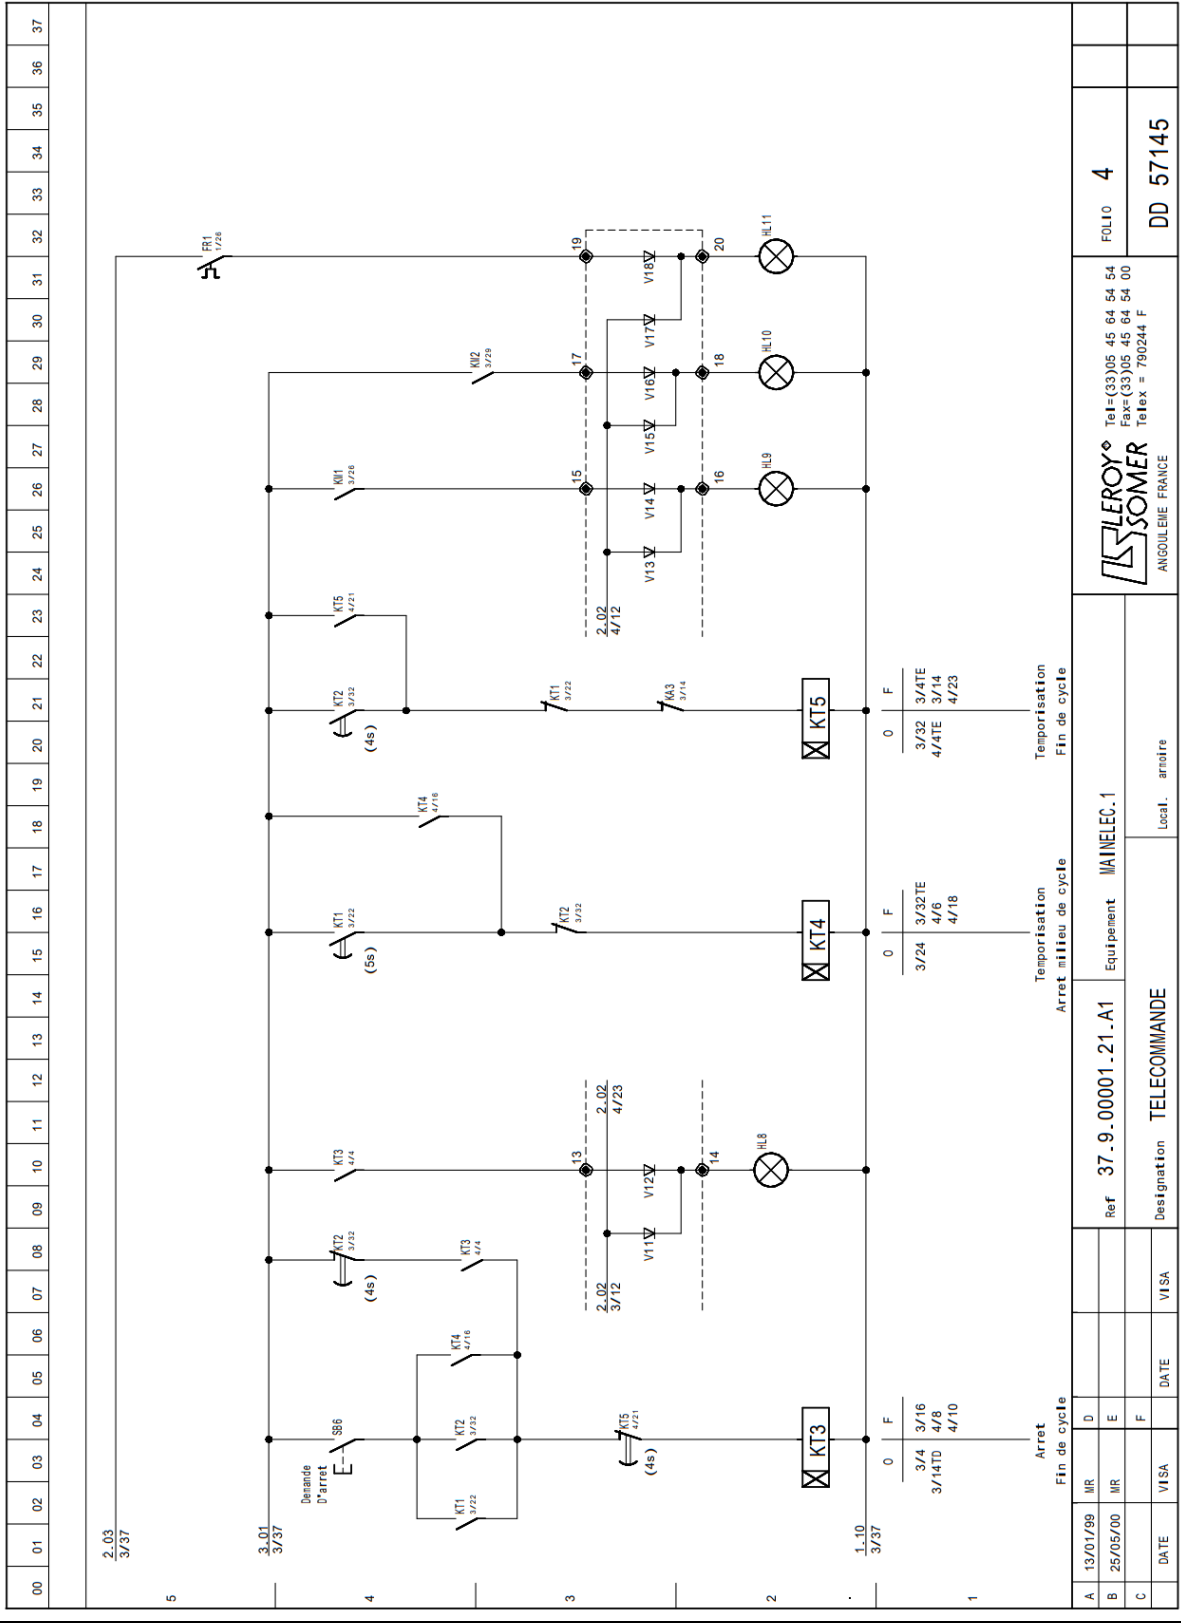 00 01 02 03 04 05 06 07 08 09 10 11 12 13 14 15 16 17 18 19 20 21 22 23 24 25 26 27 28 29 30 31 32 33 34 35 36 37
5
4
3
2
1
2.03
3/37
3.01
3/37
1.10
3/37
Demande
D"arret
SB6
KT1
3/22
KT2
3/32
KT4
4/16
KT2
3/32
(4s)
KT3
4/4
KT5
4/21
(4s)
KT3
O F
3/4 3/16
3/14TD 4/8
4/10
Arret
Fin de cycle
KT3
4/4
2.02
3/12
13
V11
V12
14
2.02
4/23
HL8
KT1
3/22
(5s)
KT4
4/16
KT2
3/32
KT4
O F
3/24 3/32TE
4/6
4/18
Temporisation
Arret milieu de cycle
KT2
3/32
(4s)
KT5
4/21
KT1
3/22
KA3
3/14
KT5
O F
3/32 3/4TE
4/4TE 3/14
4/23
Temporisation
Fin de cycle
KM1
3/26
KM2
3/29
FR1
1/26
2.02
4/12
15
17
19
V13
V14
V15
V16
V17
V18
16
18
20
HL9
HL10
HL11
A 13/01/99 MR D
B 25/05/00 MR E
C F
DATE VISA DATE VISA
Ref 37.9.00001.21.A1
Equipement MAINELEC.1
Designation TELECOMMANDE
Local. armoire
LS LEROY°
SOMER
ANGOULEME FRANCE
Tel=(33)05 45 64 54 54
Fax=(33)05 45 64 54 00
Telex = 790244 F
FOLIO 4
DD 57145